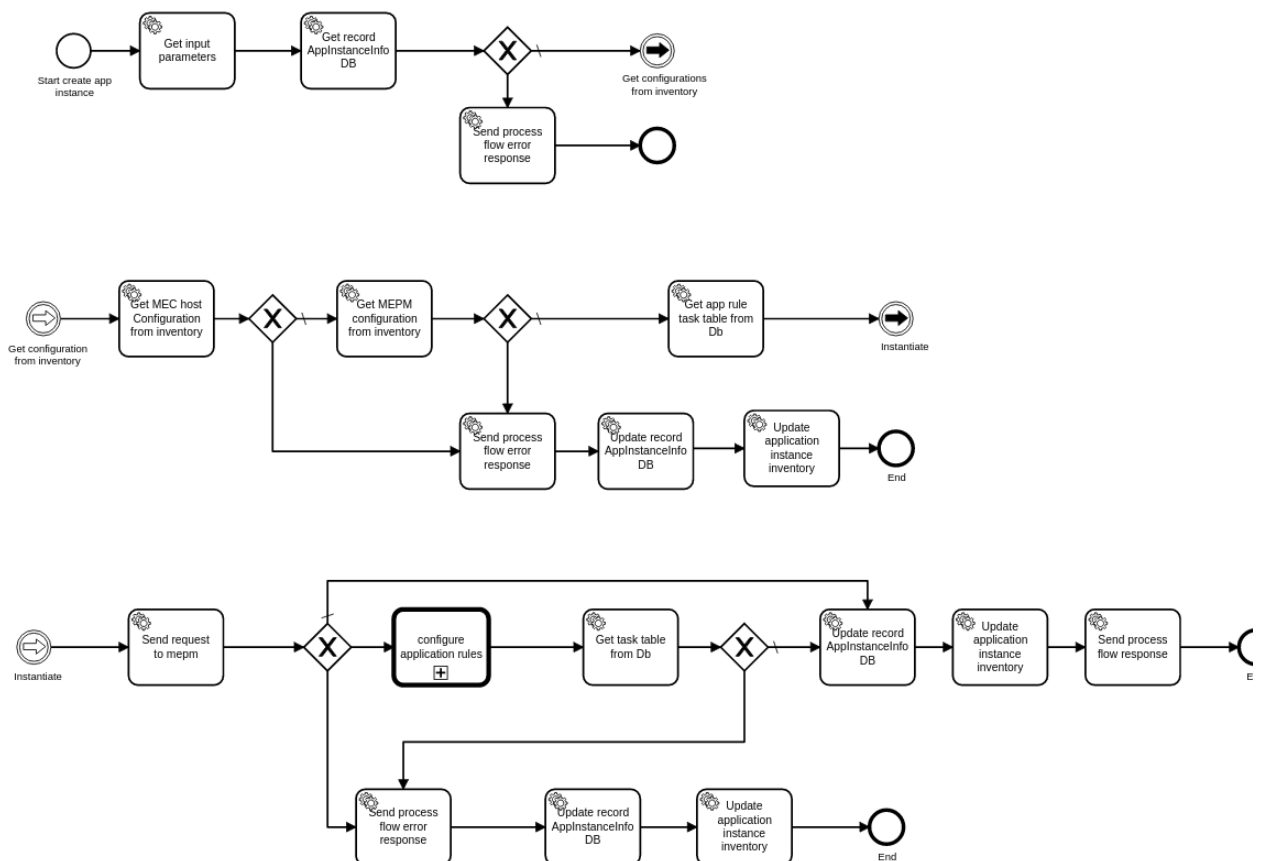 Get input
parameters
Get record
AppInstanceInfo
DB
Start create app
instance
Get configurations
from inventory
Send process
flow error
response
Get MEC host
Configuration
from inventory
Get MEPM
configuration
from inventory
Get app rule
task table from
Db
Get configuration
from inventory
Instantiate
Send process
flow error
response
Update record
AppInstanceInfo
DB
Update
application
instance
inventory
End
Send request
to mepm
configure
application rules
Get task table
from Db
Update record
AppInstanceInfo
DB
Update
application
instance
inventory
Send process
flow response
Instantiate
E
Send process
flow error
response
Update record
AppInstanceInfo
DB
Update
application
instance
inventory
End